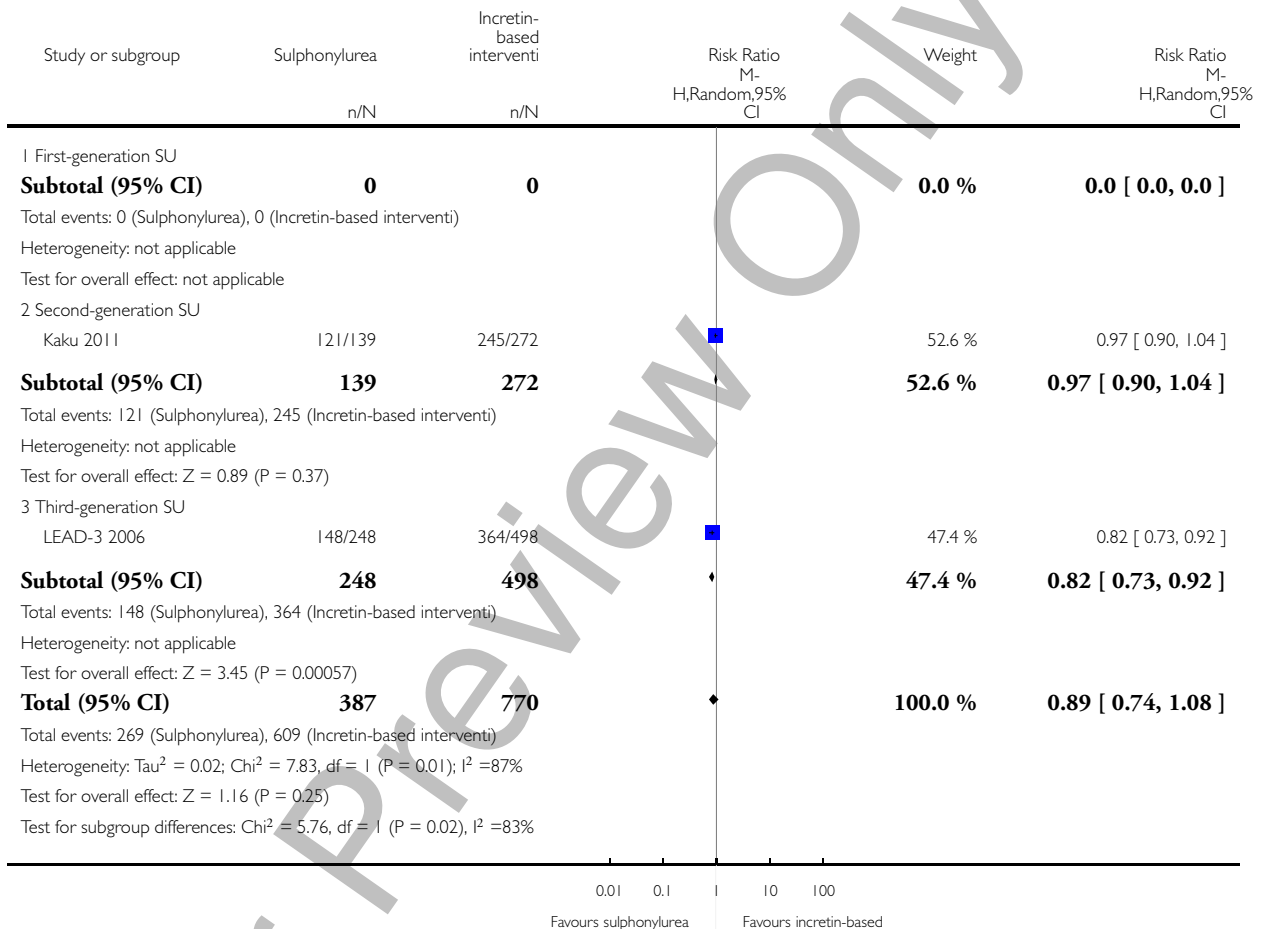 Study or subgroup Sulphonylurea Incretin-based interventi Risk Ratio Weight Risk Ratio
n/N n/N M-H,Random,95% CI M-H,Random,95% CI
1 First-generation SU
Subtotal (95% CI) 0 0 0.0 % 0.0 [ 0.0, 0.0 ]
Total events: 0 (Sulphonylurea), 0 (Incretin-based interventi)
Heterogeneity: not applicable
Test for overall effect: not applicable
2 Second-generation SU
Kaku 2011 121/139 245/272 52.6 % 0.97 [ 0.90, 1.04 ]
Subtotal (95% CI) 139 272 52.6 % 0.97 [ 0.90, 1.04 ]
Total events: 121 (Sulphonylurea), 245 (Incretin-based interventi)
Heterogeneity: not applicable
Test for overall effect: Z = 0.89 (P = 0.37)
3 Third-generation SU
LEAD-3 2006 148/248 364/498 47.4 % 0.82 [ 0.73, 0.92 ]
Subtotal (95% CI) 248 498 47.4 % 0.82 [ 0.73, 0.92 ]
Total events: 148 (Sulphonylurea), 364 (Incretin-based interventi)
Heterogeneity: not applicable
Test for overall effect: Z = 3.45 (P = 0.00057)
Total (95% CI) 387 770 100.0 % 0.89 [ 0.74, 1.08 ]
Total events: 269 (Sulphonylurea), 609 (Incretin-based interventi)
Heterogeneity: Tau² = 0.02; Chi² = 7.83, df = 1 (P = 0.01); I² =87%
Test for overall effect: Z = 1.16 (P = 0.25)
Test for subgroup differences: Chi² = 5.76, df = 1 (P = 0.02), I² =83%
0.01 0.1 1 10 100
Favours sulphonylurea Favours incretin-based
Preview Only